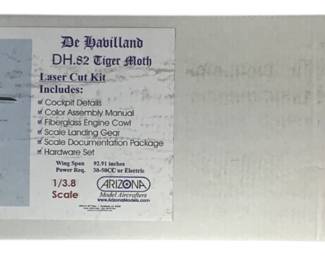 De Havilland
DH.82 Tiger Moth
Laser Cut Kit
Includes:
Cockpit Details
Color Assembly Manual
Fiberglass Engine Cowl
Scale Landing Gear
Scale Documentation Package
Hardware Set
Wing Span 92.91 inches
Power Req. 30-50CC or Electric
1/3.8
Scale
ARIZONA
Model Aircrafters
www.ArizonaModels.com